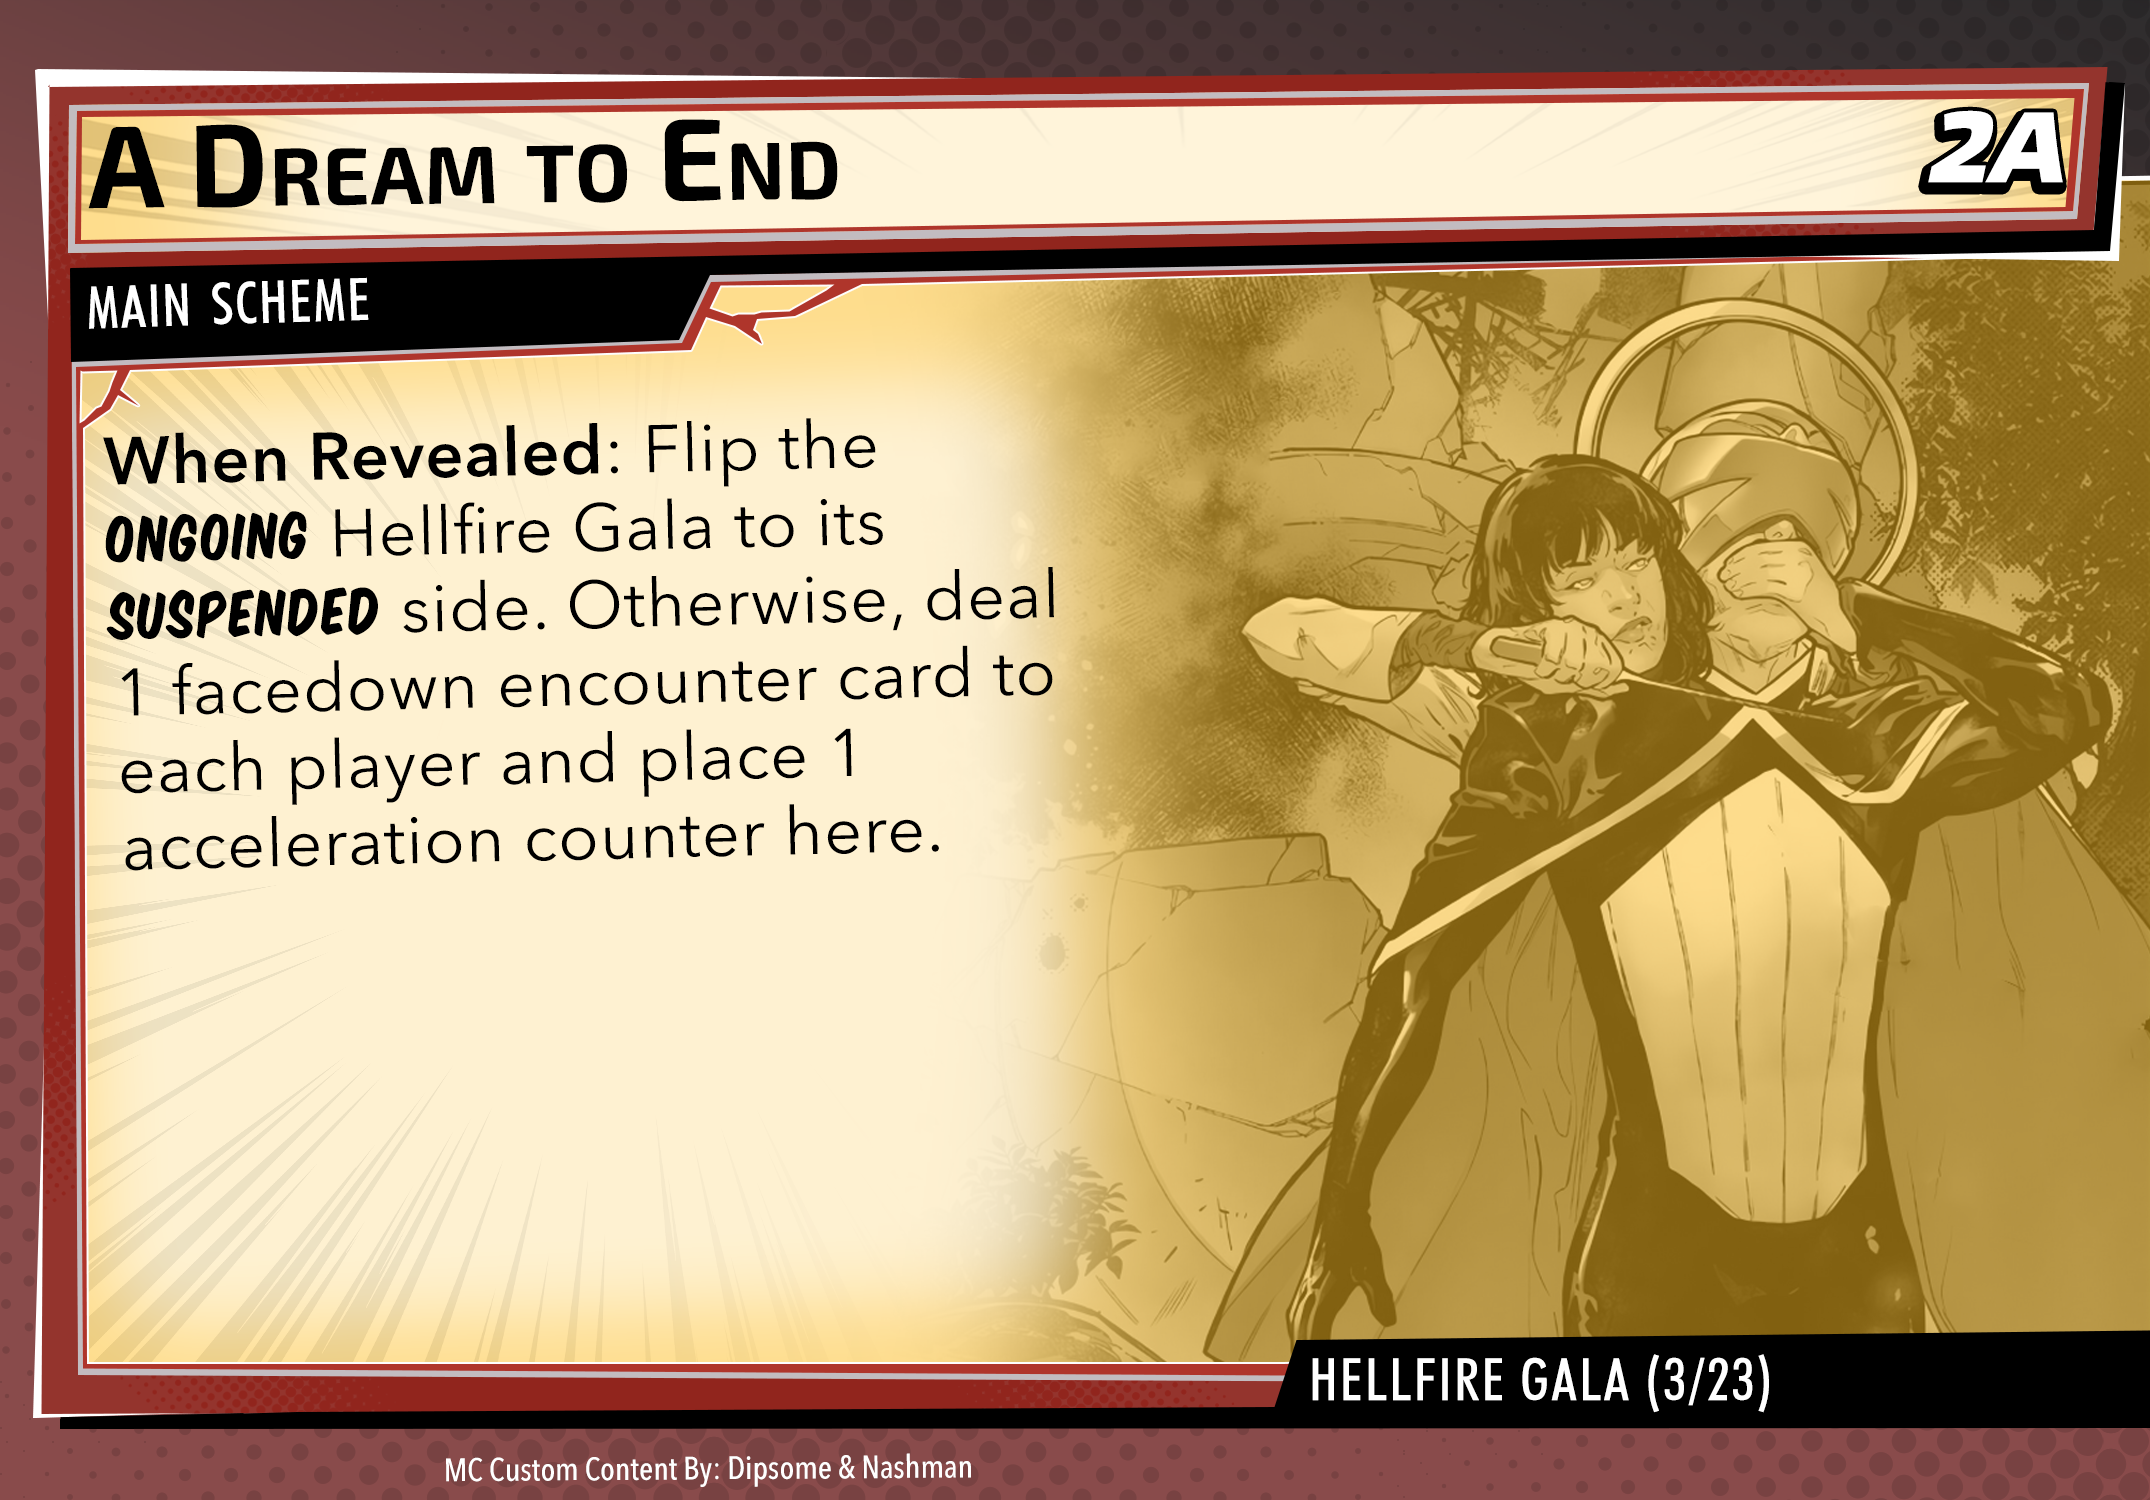 A Dream to End
2A
MAIN SCHEME
When Revealed: Flip the
ONGOING Hellfire Gala to its
SUSPENDED side. Otherwise, deal
1 facedown encounter card to
each player and place 1
acceleration counter here.
HELLFIRE GALA (3/23)
MC Custom Content By: Dipsome & Nashman